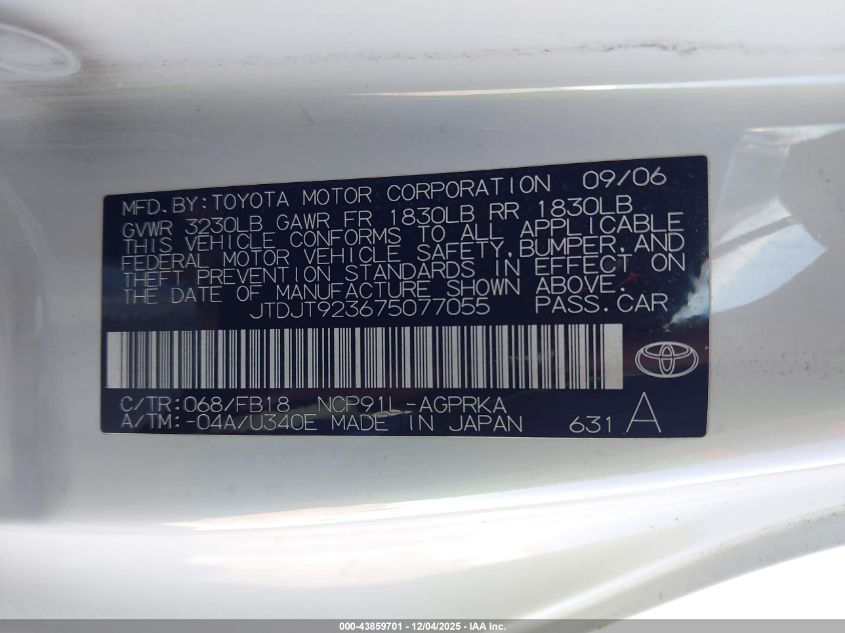 MFD.BY:TOYOTA MOTOR CORPORATION 09/06
GVWR 3230LB GAWR FR 1830LB RR 1830LB
THIS VEHICLE CONFORMS TO ALL APPLICABLE
FEDERAL MOTOR VEHICLE SAFETY,BUMPER,AND
THEFT PREVENTION STANDARDS IN EFFECT ON
THE DATE OF MANUFACTURE SHOWN ABOVE.
JTDJT923675077055 PASS.CAR
C/TR:068/FB18 NCP91L-AGPRKA
A/TM:-04A/U340E MADE IN JAPAN 631 A
000-43859701 - 12/04/2025 - IAA Inc.